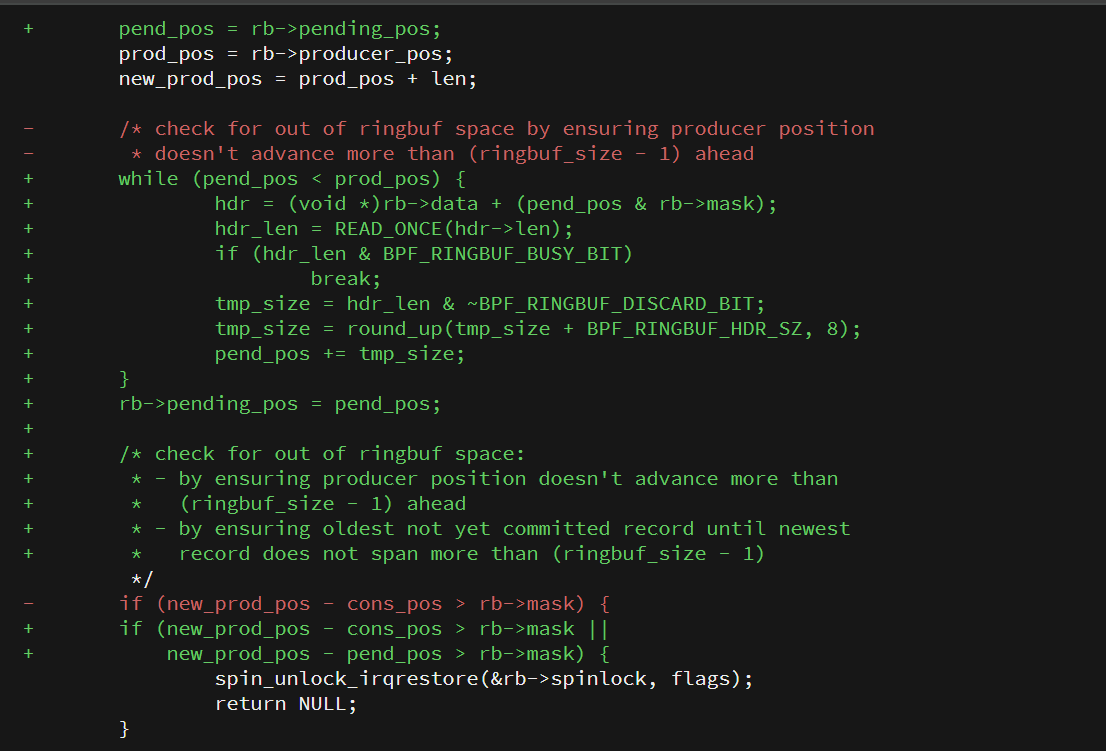 + pend_pos = rb->pending_pos;
prod_pos = rb->producer_pos;
new_prod_pos = prod_pos + len;
- /* check for out of ringbuf space by ensuring producer position
- * doesn't advance more than (ringbuf_size - 1) ahead
+ while (pend_pos < prod_pos) {
+ hdr = (void *)rb->data + (pend_pos & rb->mask);
+ hdr_len = READ_ONCE(hdr->len);
+ if (hdr_len & BPF_RINGBUF_BUSY_BIT)
+ break;
+ tmp_size = hdr_len & ~BPF_RINGBUF_DISCARD_BIT;
+ tmp_size = round_up(tmp_size + BPF_RINGBUF_HDR_SZ, 8);
+ pend_pos += tmp_size;
+ }
+ rb->pending_pos = pend_pos;
+
+ /* check for out of ringbuf space:
+ * - by ensuring producer position doesn't advance more than
+ * (ringbuf_size - 1) ahead
+ * - by ensuring oldest not yet committed record until newest
+ * record does not span more than (ringbuf_size - 1)
*/
- if (new_prod_pos - cons_pos > rb->mask) {
+ if (new_prod_pos - cons_pos > rb->mask ||
+ new_prod_pos - pend_pos > rb->mask) {
spin_unlock_irqrestore(&rb->spinlock, flags);
return NULL;
}